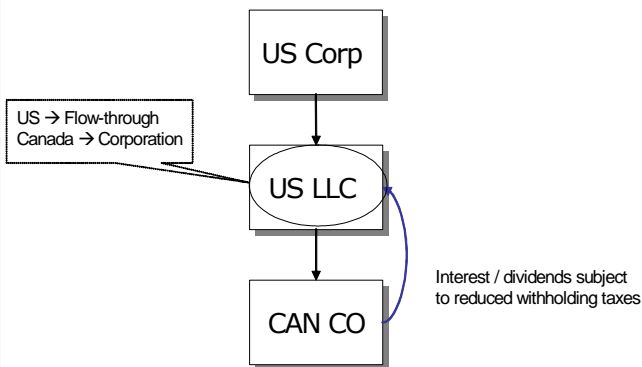 US Corp
US → Flow-through
Canada → Corporation
US LLC
Interest / dividends subject
to reduced withholding taxes
CAN CO